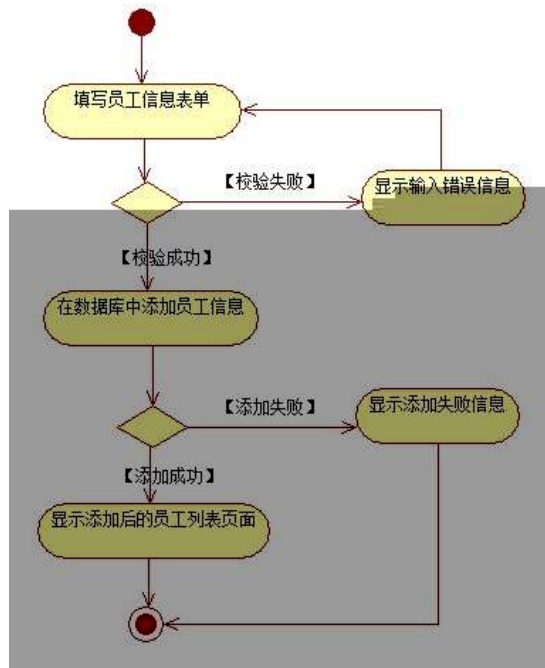 填写员工信息表单
【校验失败】
显示输入错误信息
【校验成功】
在数据库中添加员工信息
【添加失败】
显示添加失败信息
【添加成功】
显示添加后的员工列表页面